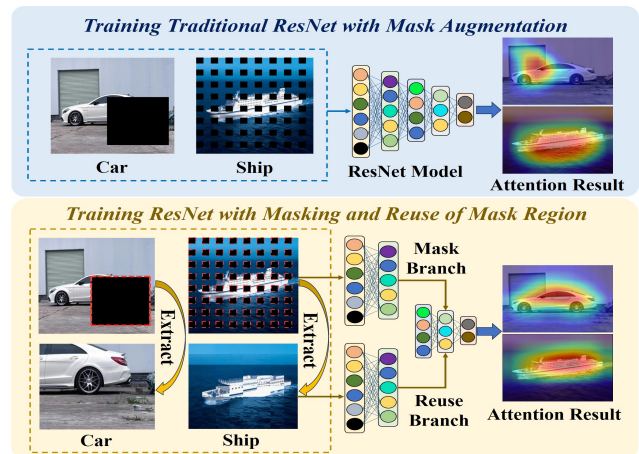 Training Traditional ResNet with Mask Augmentation
Car
Ship
ResNet Model
Attention Result
Training ResNet with Masking and Reuse of Mask Region
Mask
Branch
Extract
Extract
Reuse
Branch
Car
Ship
Attention Result